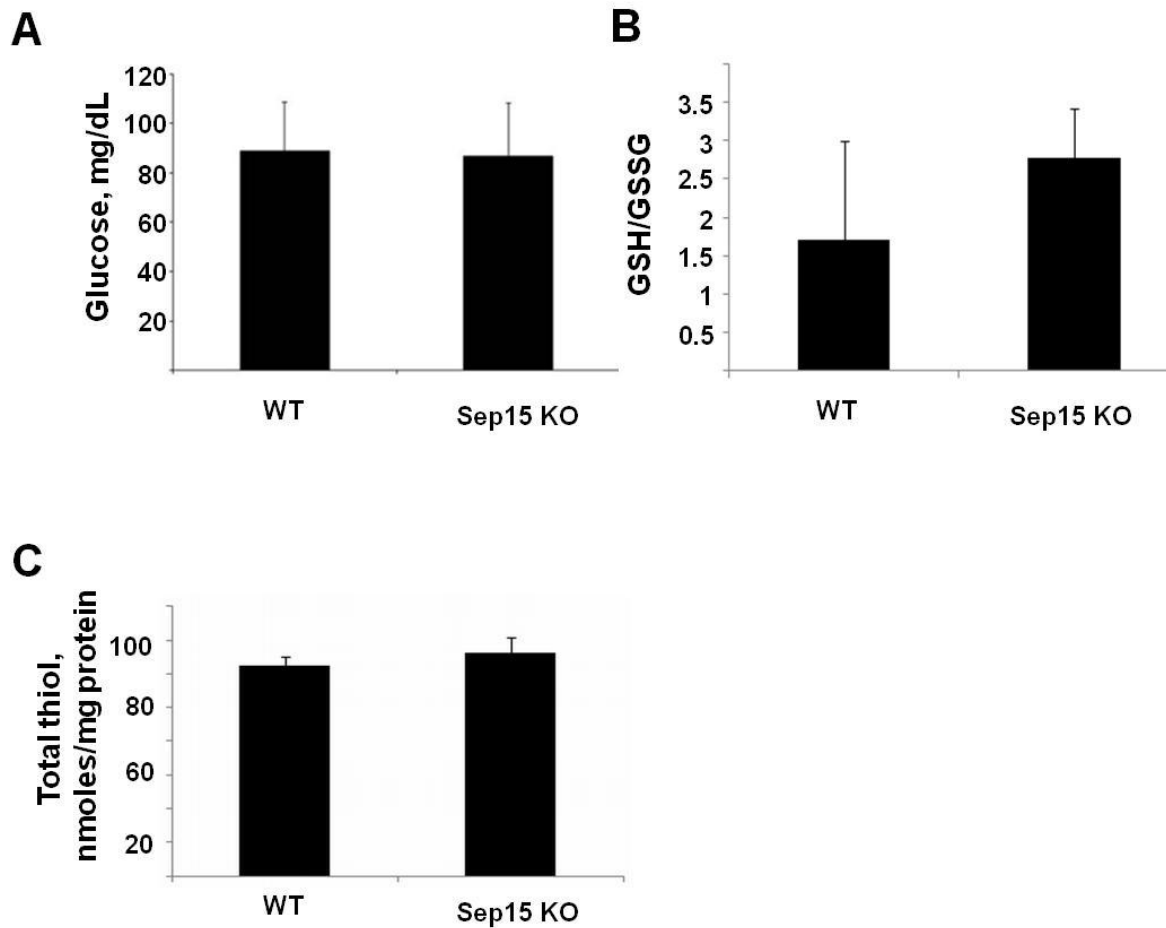 A
Glucose, mg/dL
120
100
80
60
40
20
WT
Sep15 KO
B
GSH/GSSG
3.5
3
2.5
2
1.5
1
0.5
WT
Sep15 KO
C
Total thiol,
nmoles/mg protein
100
80
60
20
WT
Sep15 KO